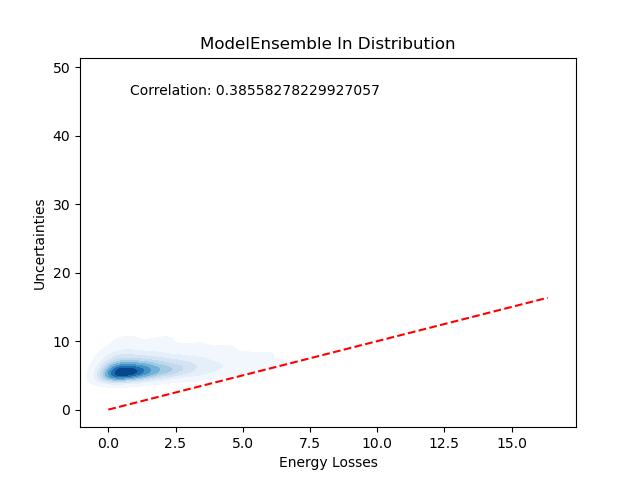 ModelEnsemble In Distribution
Correlation: 0.38558278229927057
Uncertainties
50
40
30
20
10
0
0.0 2.5 5.0 7.5 10.0 12.5 15.0
Energy Losses